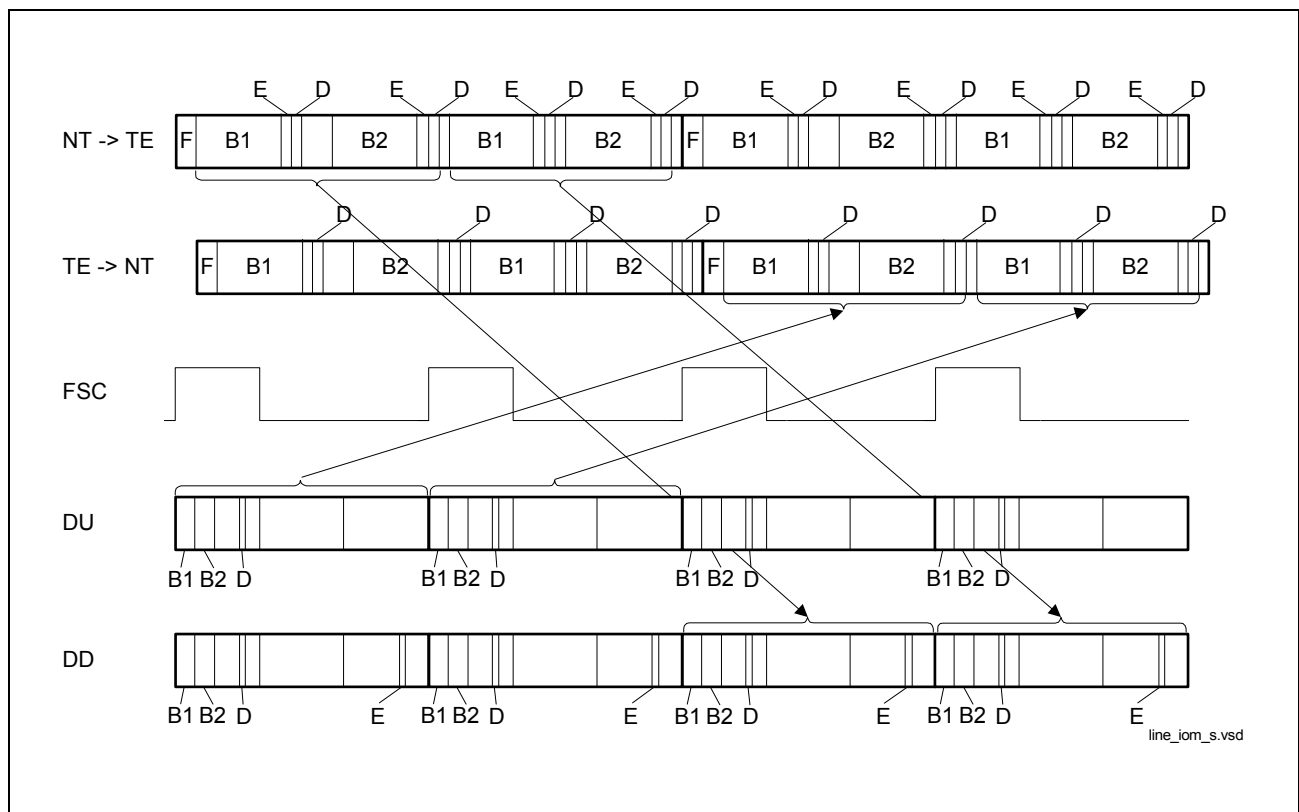 E D E D E D E D E D E D E D E D
NT -> TE F B1 B2 B1 B2 F B1 B2 B1 B2
D D D D D D D D
TE -> NT F B1 B2 B1 B2 F B1 B2 B1 B2
FSC
DU
B1 B2 D B1 B2 D B1 B2 D B1 B2 D
DD
B1 B2 D E B1 B2 D E B1 B2 D E B1 B2 D E
line_iom_s.vsd